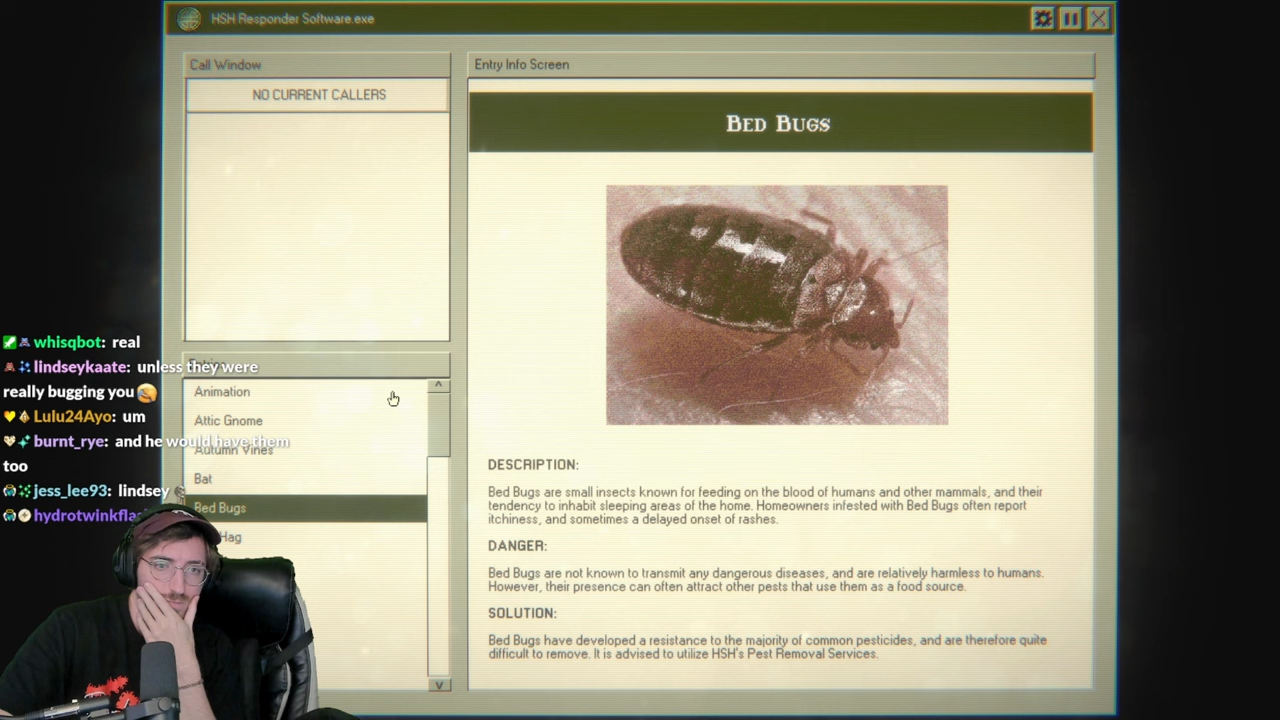 HSH Responder Software.exe
Call Window
NO CURRENT CALLERS
Entry Info Screen
Bed Bugs
Animation
Attic Gnome
Autumn Vines
Bat
Bed Bugs
Hag
DESCRIPTION:
Bed Bugs are small insects known for feeding on the blood of humans and other mammals, and their
tendency to inhabit sleeping areas of the home. Homeowners infested with Bed Bugs often report
itchiness, and sometimes a delayed onset of rashes.
DANGER:
Bed Bugs are not known to transmit any dangerous diseases, and are relatively harmless to humans.
However, their presence can often attract other pests that use them as a food source.
SOLUTION:
Bed Bugs have developed a resistance to the majority of common pesticides, and are therefore quite
difficult to remove. It is advised to utilize HSH's Pest Removal Services.
whisqbot: real
lindseykaate: unless they were
really bugging you
Lulu24Ayo: um
burnt_rye: and he would have them
too
jess_lee93: lindsey